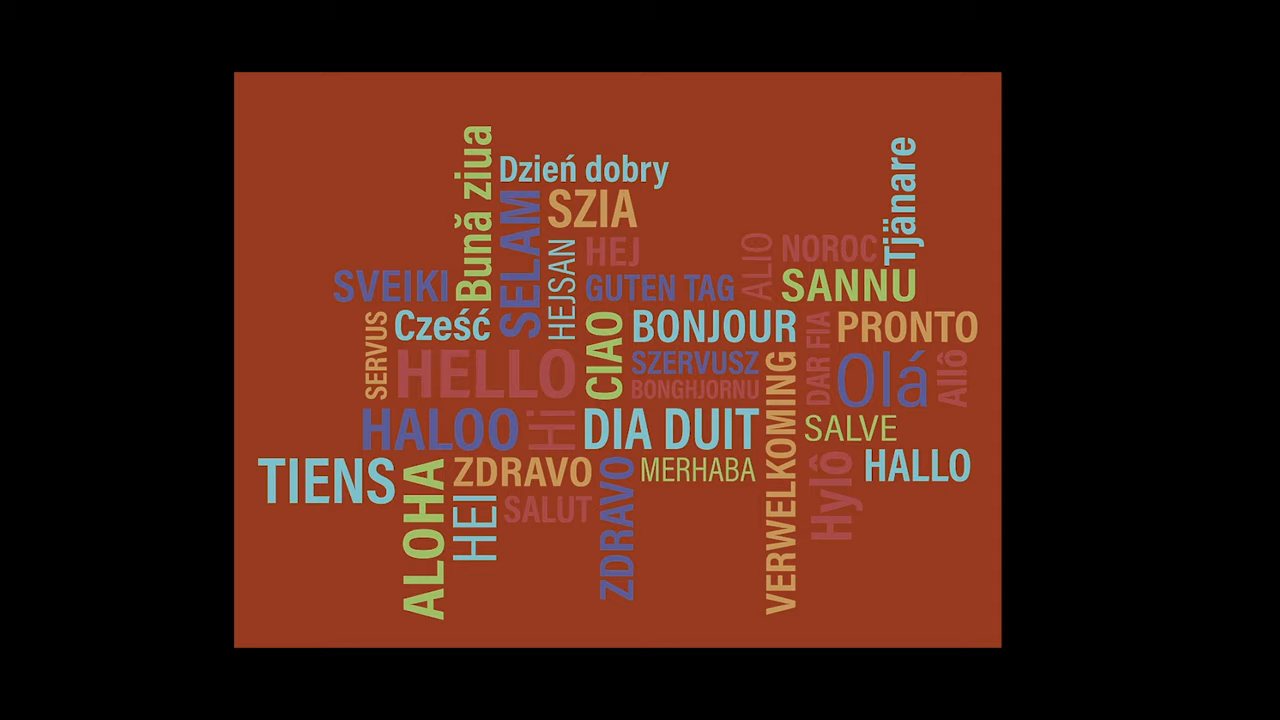 Bună ziua
Dzień dobry
Tjänare
SELAM
SZIA
HEJSAN
HEJ
ALIO
NOROC
SVEIKI
GUTEN TAG
SANNU
SERVUS
Cześć
CIAO
BONJOUR
DAR FIA
PRONTO
HELLO
SZERVUSZ
BONGHJORNU
VERWELKOMING
Olá
Allô
HALOO
Hi
DIA DUIT
SALVE
TIENS
ALOHA
ZDRAVO
ZDRAVO
MERHABA
Hylô
HALLO
HEI
SALUT